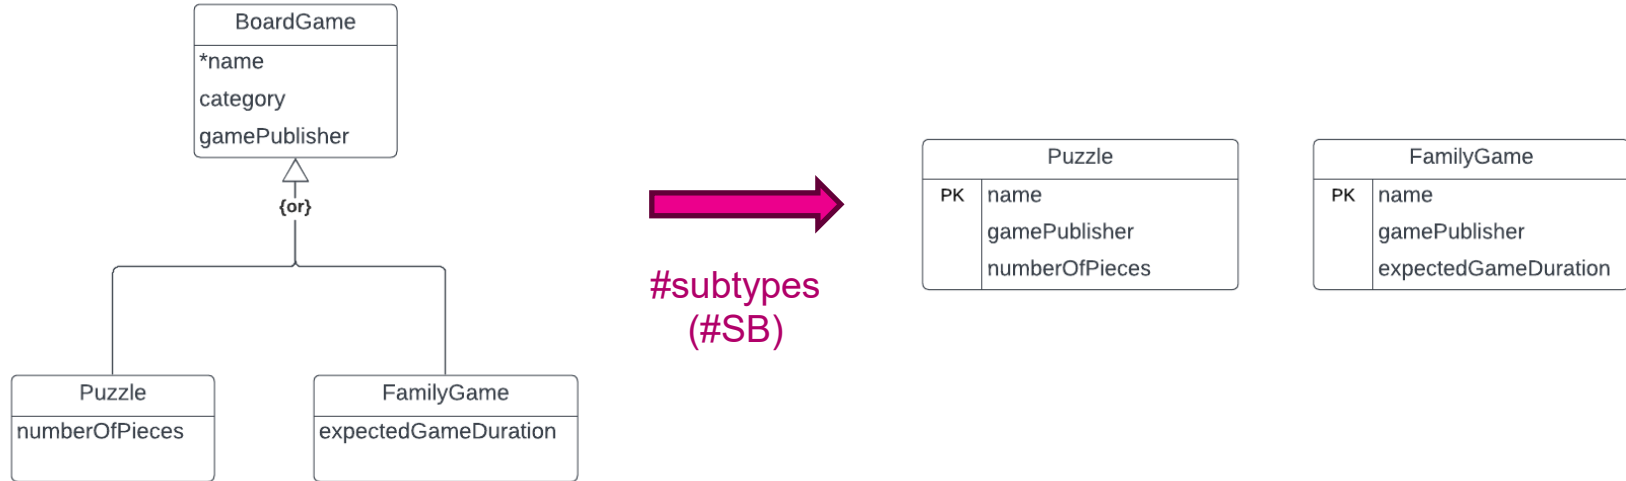 BoardGame
*name
category
gamePublisher
{or}
Puzzle
numberOfPieces
FamilyGame
expectedGameDuration
#subtypes
(#SB)
Puzzle
PK name
gamePublisher
numberOfPieces
FamilyGame
PK name
gamePublisher
expectedGameDuration